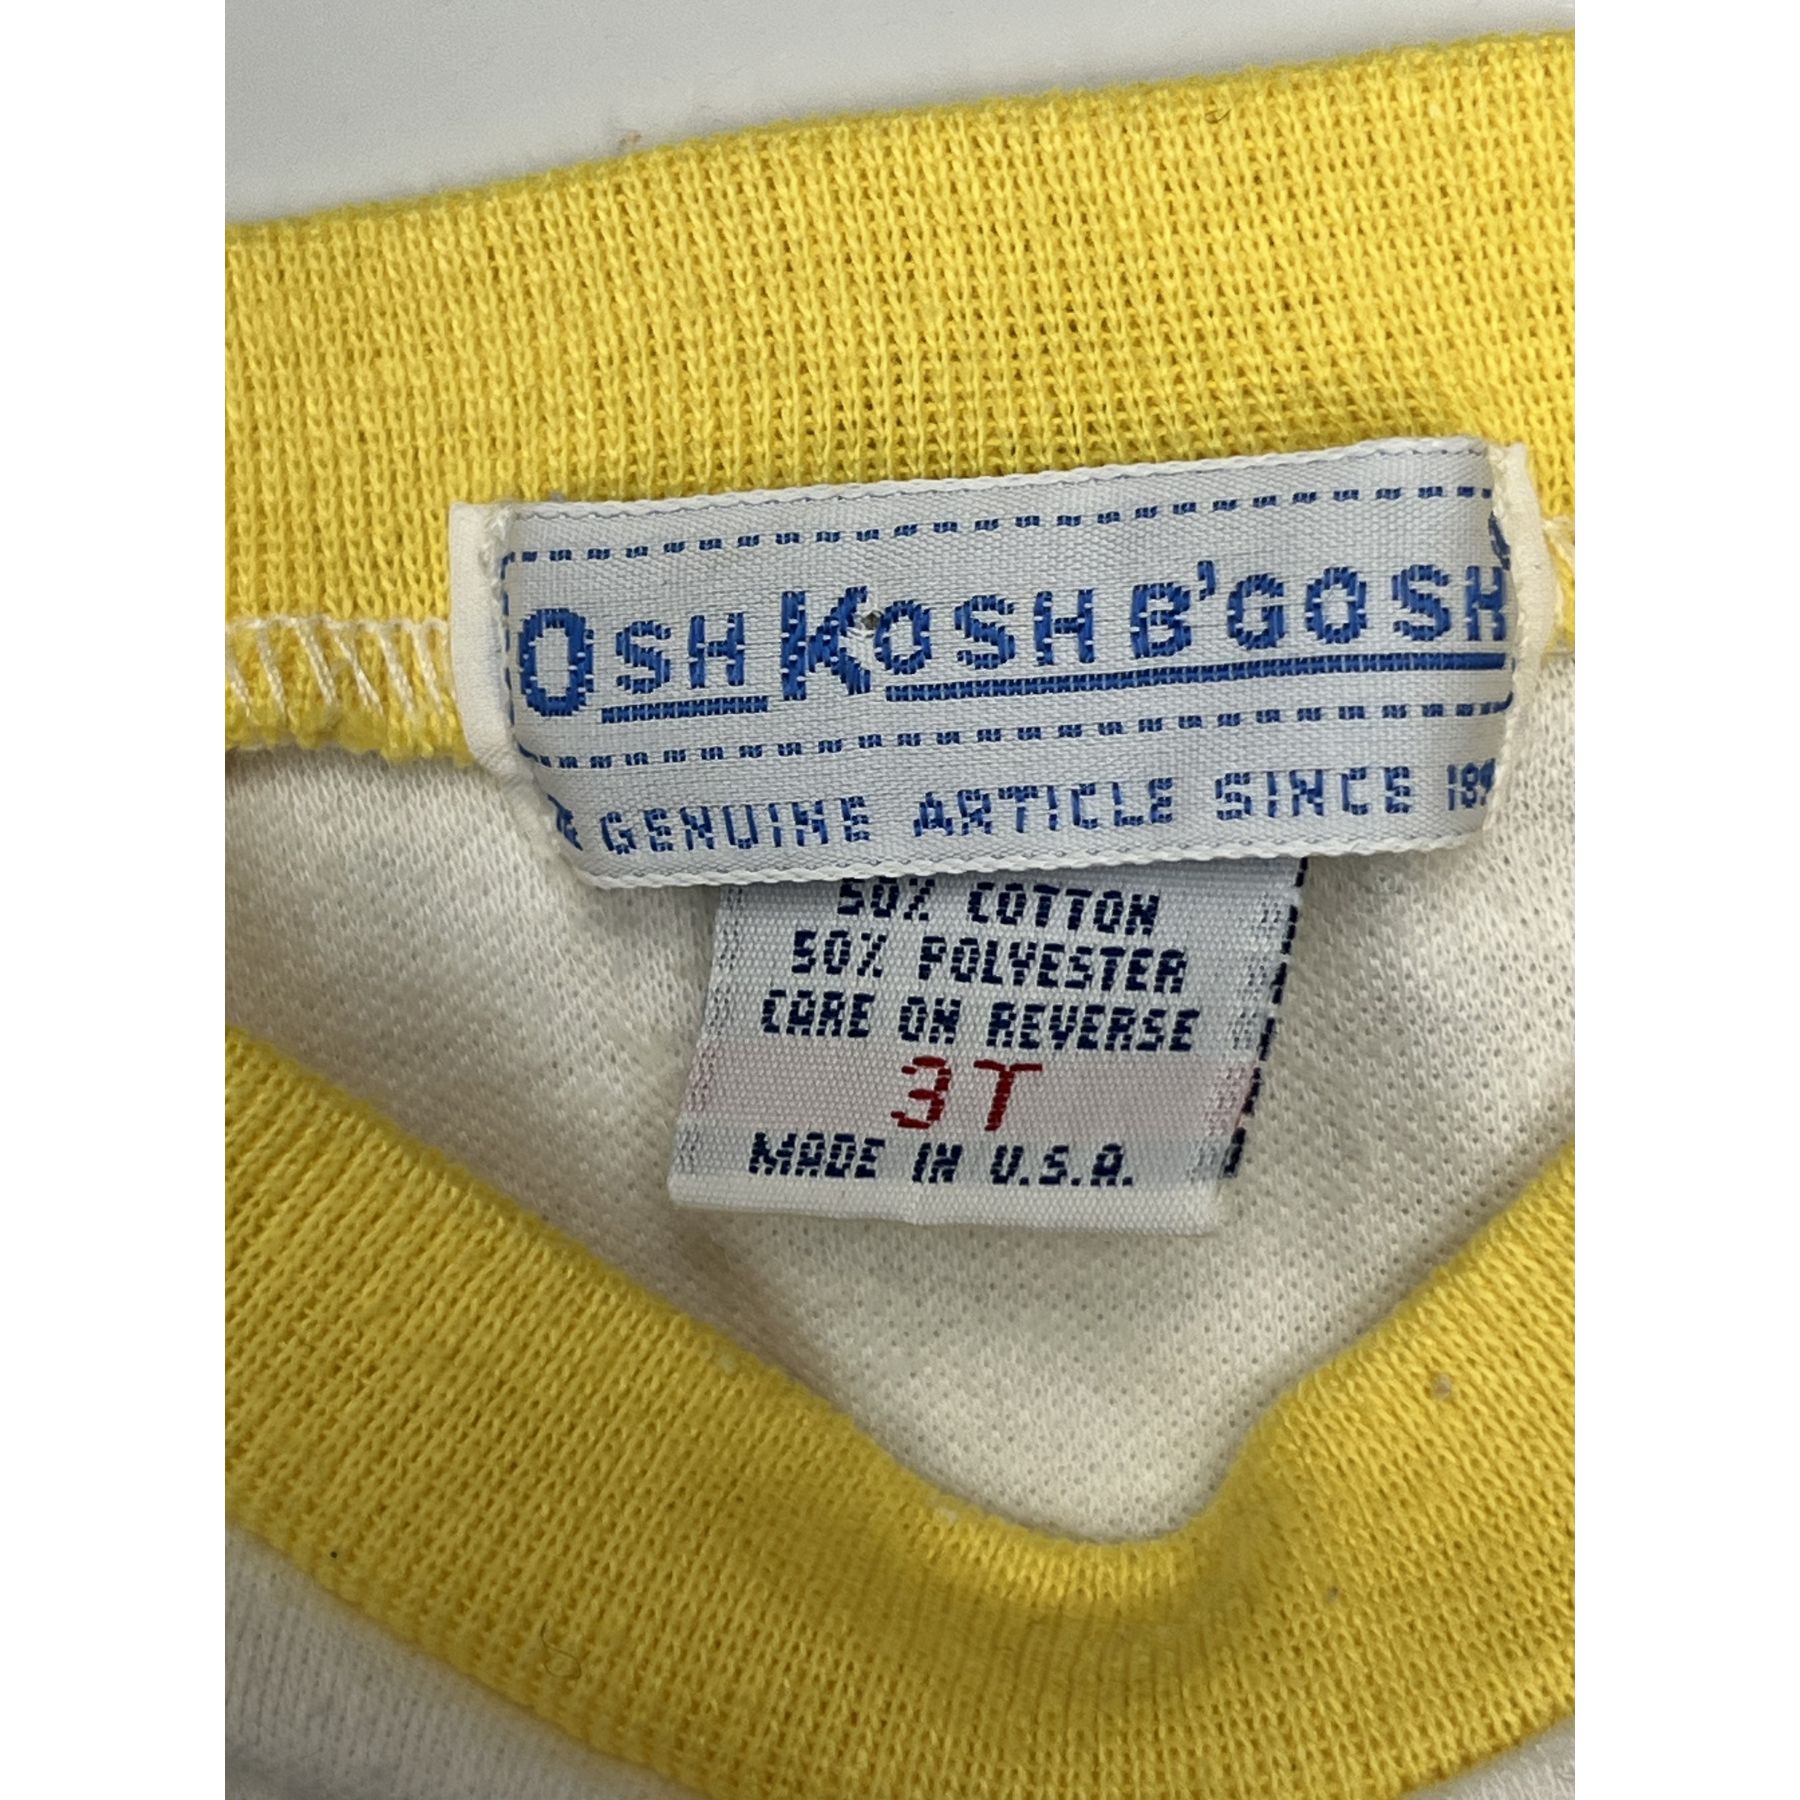 OSHKOSH B'GOSH
GENUINE ARTICLE SINCE
50% COTTON
50% POLYESTER
CARE ON REVERSE
3T
MADE IN U.S.A.